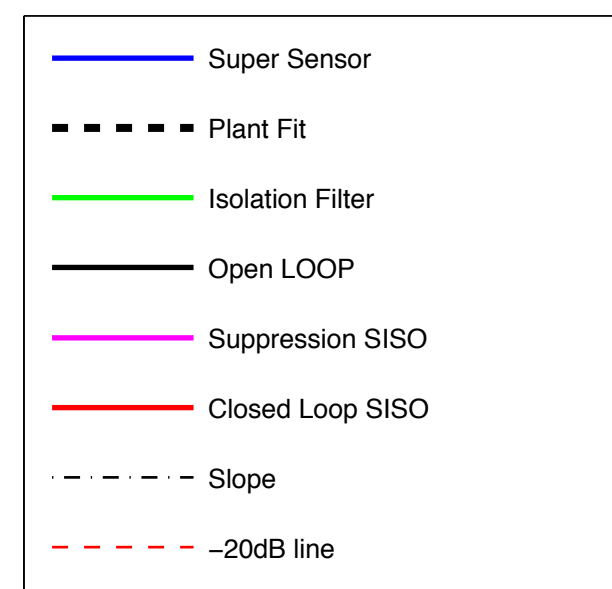 Super Sensor
Plant Fit
Isolation Filter
Open LOOP
Suppression SISO
Closed Loop SISO
Slope
−20dB line